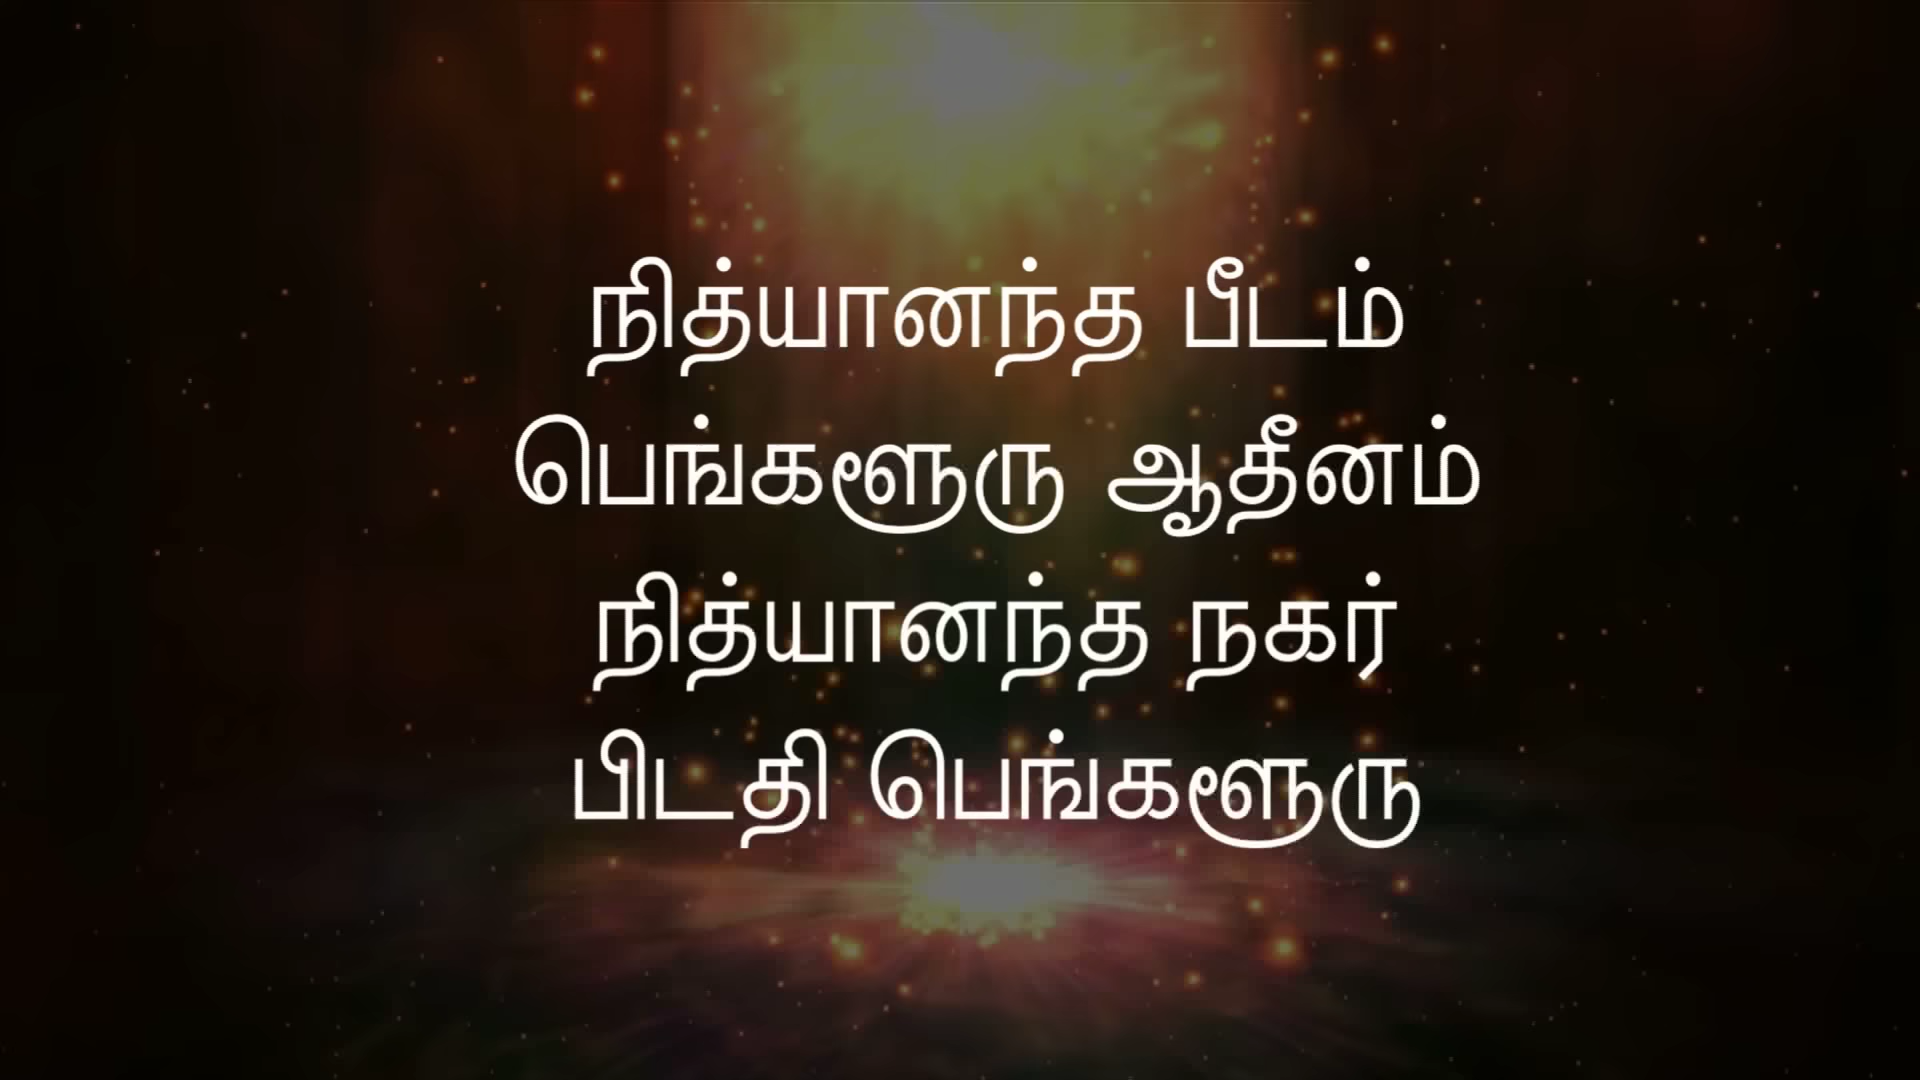 நித்யானந்த பீடம்
பெங்களூரு ஆதீனம்
நித்யானந்த நகர்
பிடதி பெங்களூரு